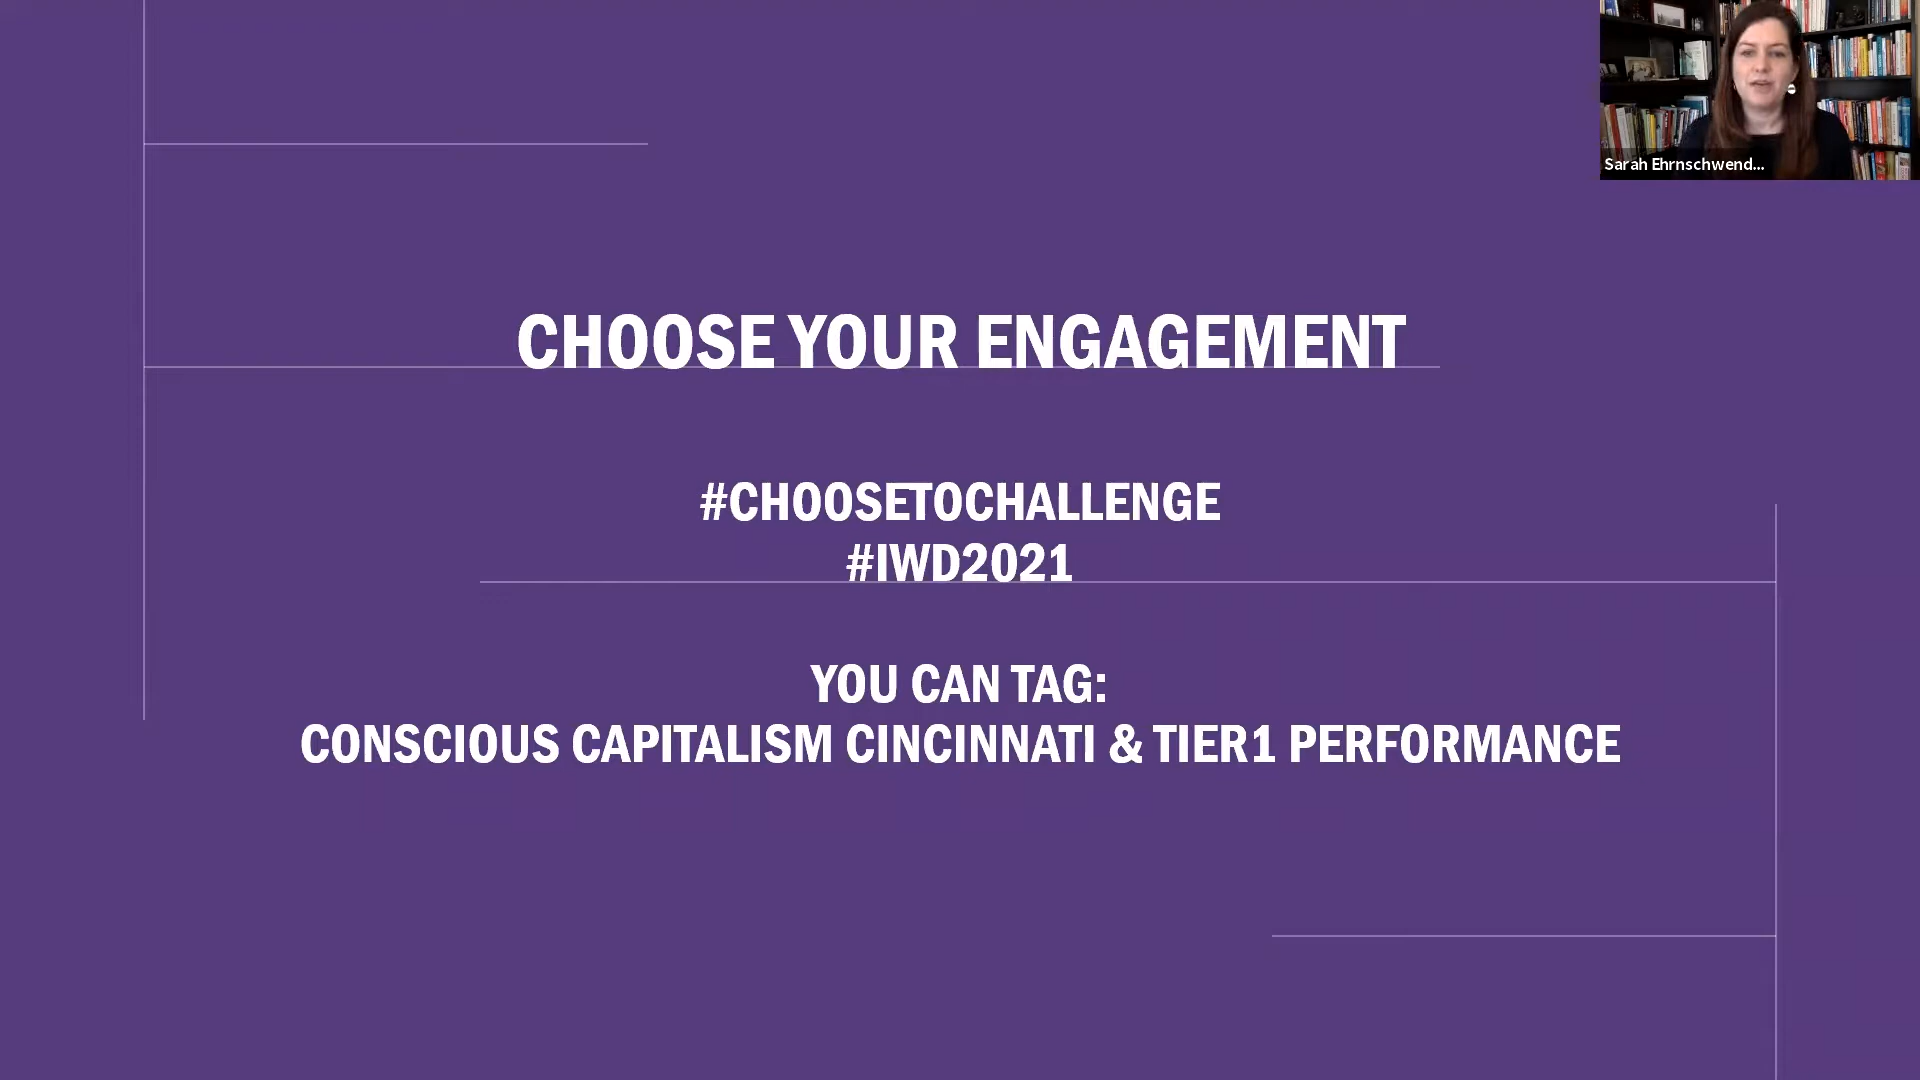 Sarah Ehrnschwend...
CHOOSE YOUR ENGAGEMENT
#CHOOSETOCHALLENGE
#IWD2021
YOU CAN TAG:
CONSCIOUS CAPITALISM CINCINNATI & TIER1 PERFORMANCE